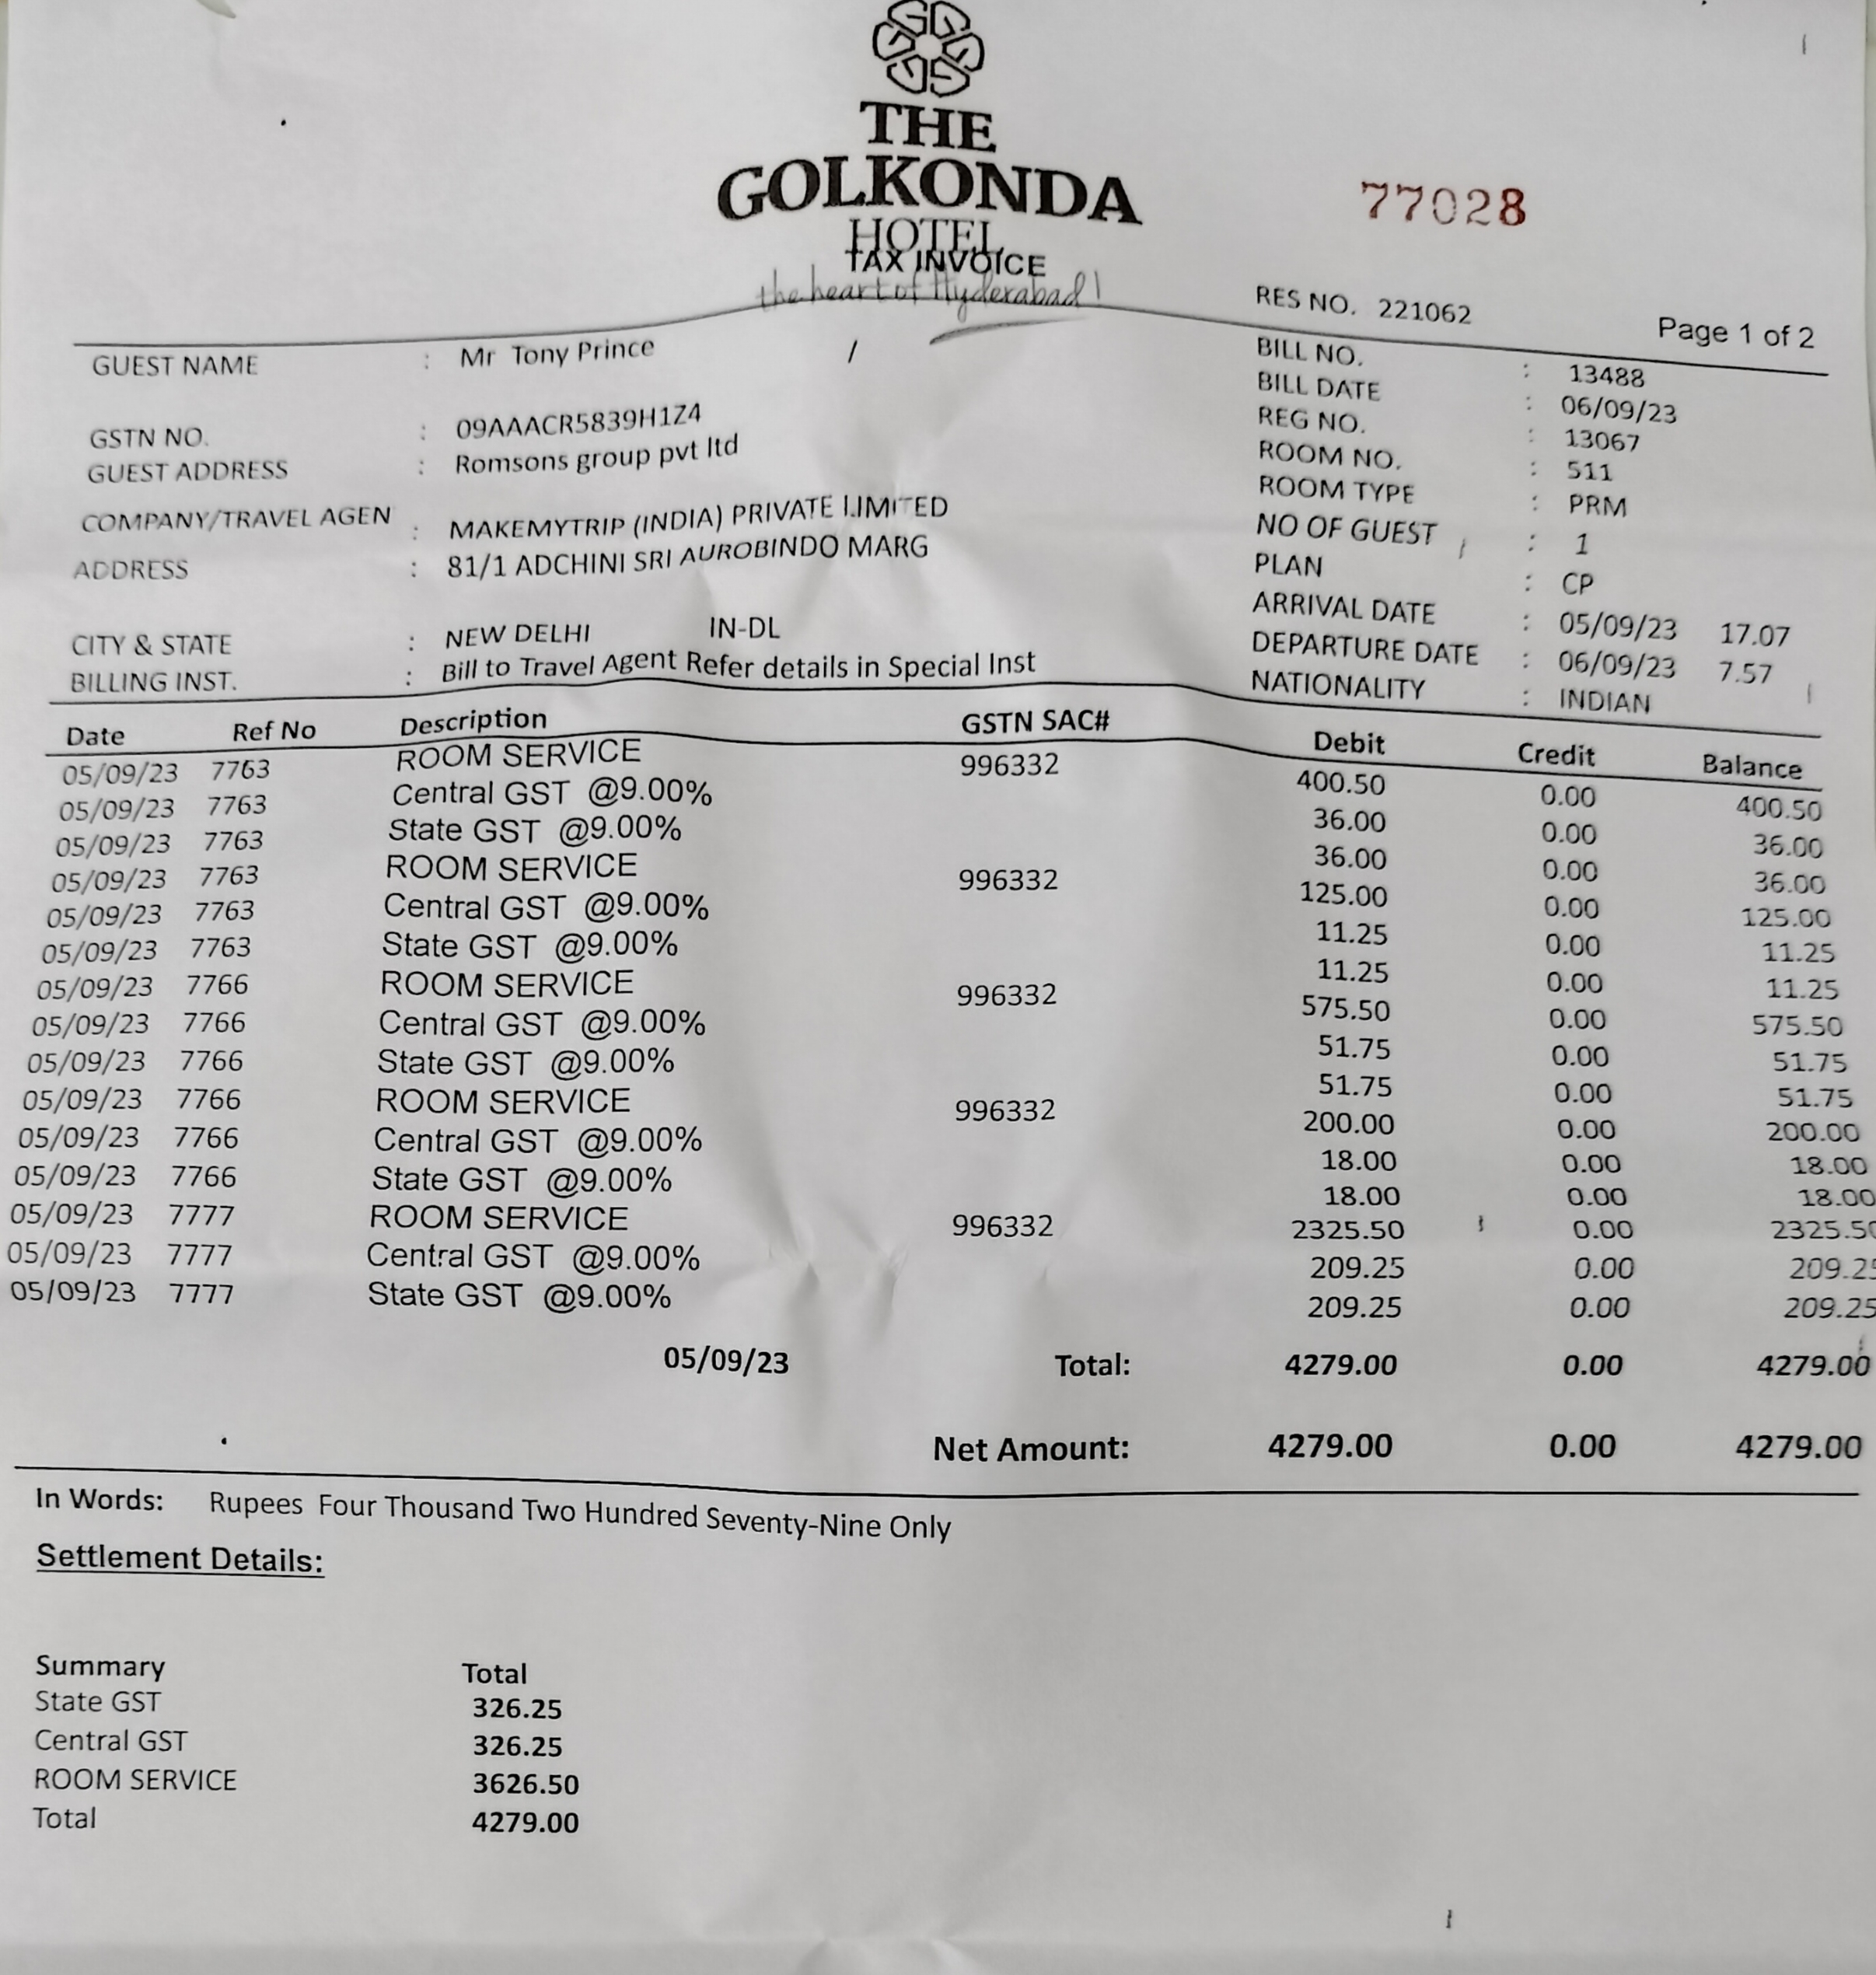 THE
GOLKONDA
HOTEL
77028
TAX INVOICE
the heart of Hyderabad!
RES NO. 221062
Page 1 of 2
GUEST NAME : Mr Tony Prince /
BILL NO. : 13488
BILL DATE : 06/09/23
GSTN NO. : 09AAACR5839H1Z4
REG NO. : 13067
GUEST ADDRESS : Romsons group pvt ltd
ROOM NO. : 511
ROOM TYPE : PRM
COMPANY/TRAVEL AGEN : MAKEMYTRIP (INDIA) PRIVATE LIMITED
NO OF GUEST : 1
ADDRESS : 81/1 ADCHINI SRI AUROBINDO MARG
PLAN : CP
ARRIVAL DATE : 05/09/23 17.07
CITY & STATE : NEW DELHI IN-DL
DEPARTURE DATE : 06/09/23 7.57
BILLING INST. : Bill to Travel Agent Refer details in Special Inst
NATIONALITY : INDIAN
Date Ref No Description GSTN SAC# Debit Credit Balance
05/09/23 7763 ROOM SERVICE 996332 400.50 0.00 400.50
05/09/23 7763 Central GST @9.00% 36.00 0.00 36.00
05/09/23 7763 State GST @9.00% 36.00 0.00 36.00
05/09/23 7763 ROOM SERVICE 996332 125.00 0.00 125.00
05/09/23 7763 Central GST @9.00% 11.25 0.00 11.25
05/09/23 7763 State GST @9.00% 11.25 0.00 11.25
05/09/23 7766 ROOM SERVICE 996332 575.50 0.00 575.50
05/09/23 7766 Central GST @9.00% 51.75 0.00 51.75
05/09/23 7766 State GST @9.00% 51.75 0.00 51.75
05/09/23 7766 ROOM SERVICE 996332 200.00 0.00 200.00
05/09/23 7766 Central GST @9.00% 18.00 0.00 18.00
05/09/23 7766 State GST @9.00% 18.00 0.00 18.00
05/09/23 7777 ROOM SERVICE 996332 2325.50 0.00 2325.50
05/09/23 7777 Central GST @9.00% 209.25 0.00 209.25
05/09/23 7777 State GST @9.00% 209.25 0.00 209.25
05/09/23 Total: 4279.00 0.00 4279.00
Net Amount: 4279.00 0.00 4279.00
In Words: Rupees Four Thousand Two Hundred Seventy-Nine Only
Settlement Details:
Summary Total
State GST 326.25
Central GST 326.25
ROOM SERVICE 3626.50
Total 4279.00